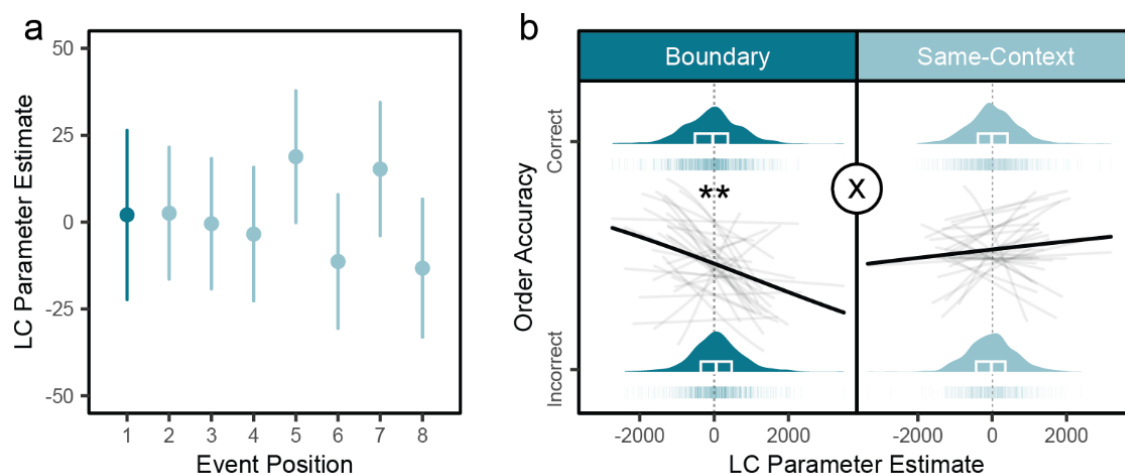 a
50
25
0
-25
-50
LC Parameter Estimate
1 2 3 4 5 6 7 8
Event Position
b
Boundary
Same-Context
Correct
Incorrect
Order Accuracy
**
X
-2000 0 2000
-2000 0 2000
LC Parameter Estimate